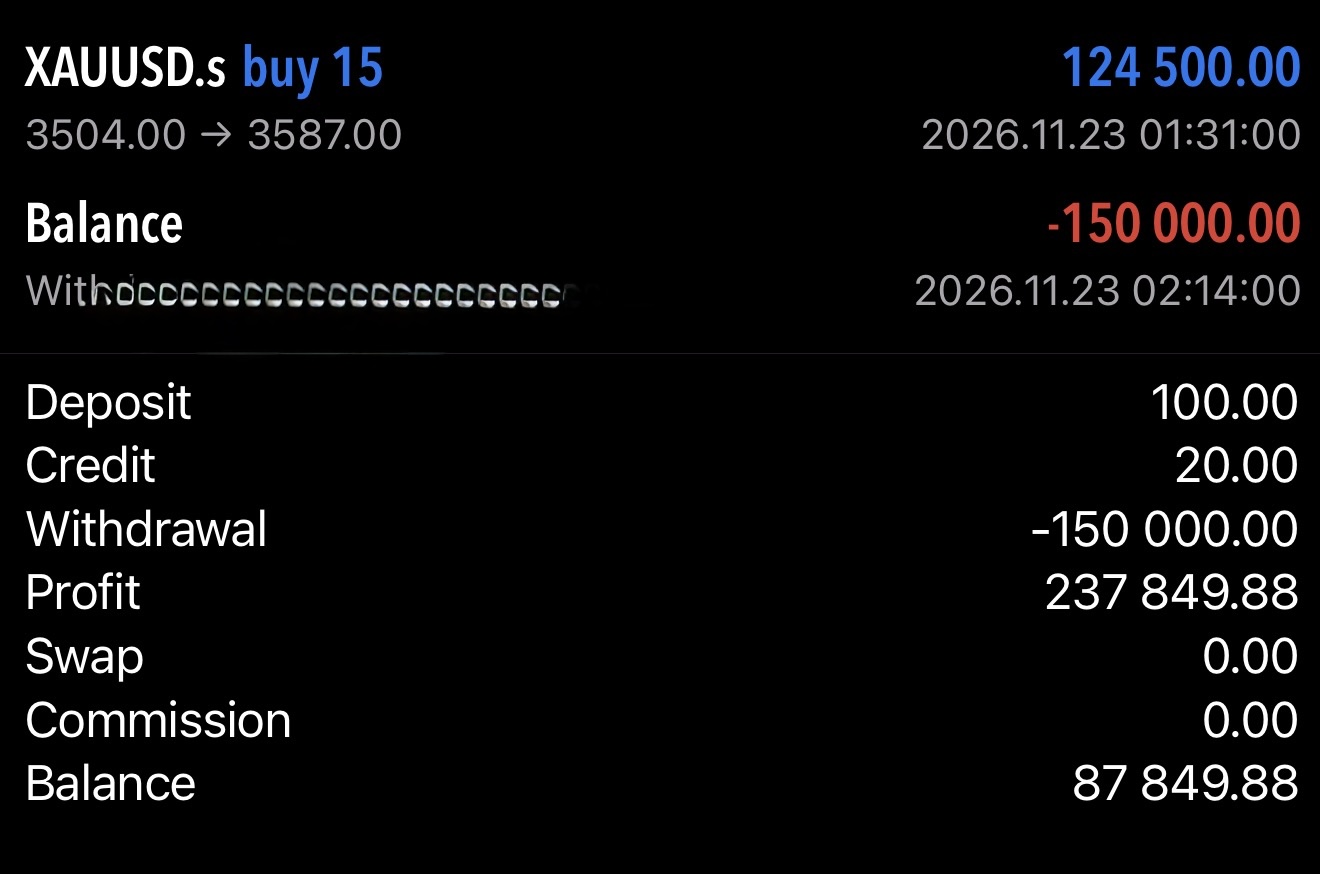 XAUUSD.s buy 15 124 500.00
3504.00 → 3587.00 2026.11.23 01:31:00
Balance -150 000.00
2026.11.23 02:14:00
Deposit 100.00
Credit 20.00
Withdrawal -150 000.00
Profit 237 849.88
Swap 0.00
Commission 0.00
Balance 87 849.88